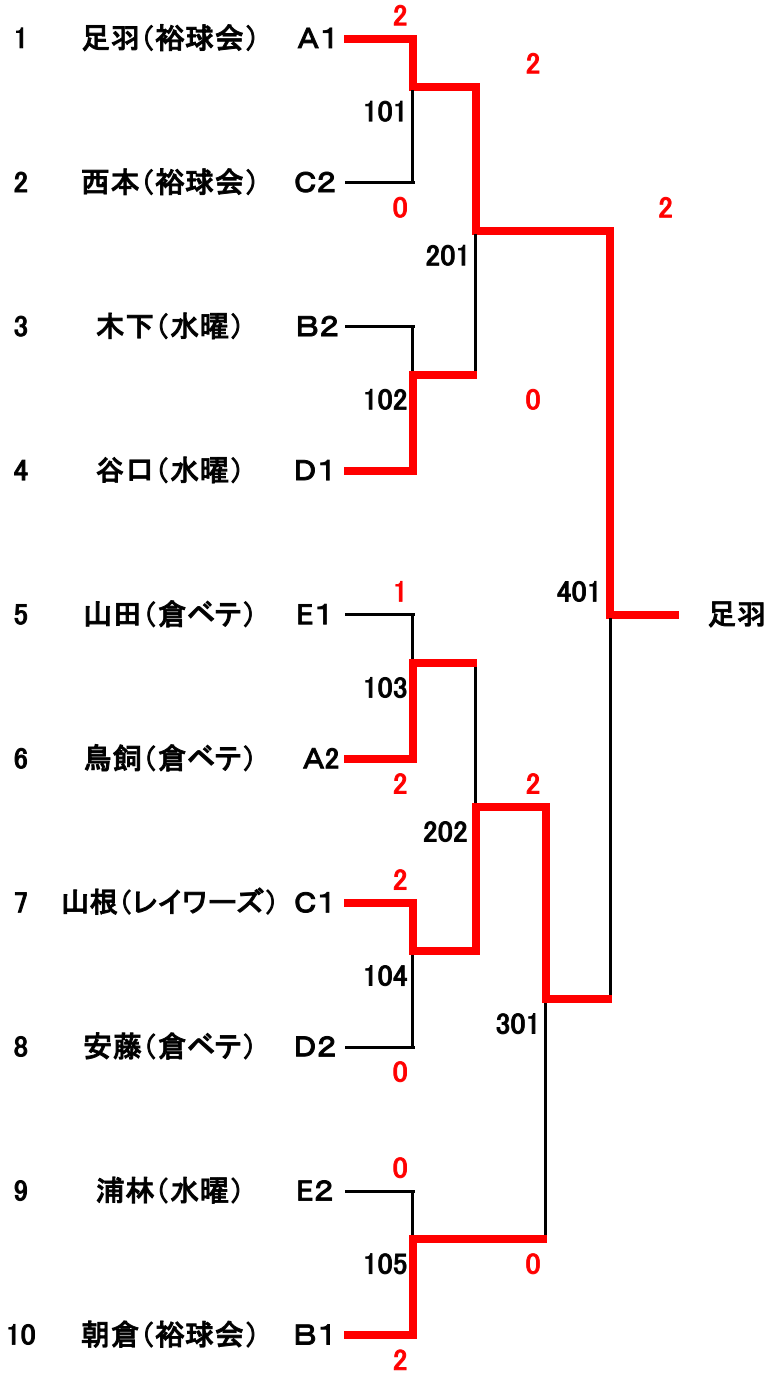 2
1 足羽(裕球会) A1
2
101
2 西本(裕球会) C2
0
2
201
3 木下(水曜) B2
102
0
4 谷口(水曜) D1
1
401
5 山田(倉ベテ) E1
足羽
103
6 鳥飼(倉ベテ) A2
2
2
202
2
7 山根(レイワーズ) C1
104
301
8 安藤(倉ベテ) D2
0
0
9 浦林(水曜) E2
105
0
10 朝倉(裕球会) B1
2